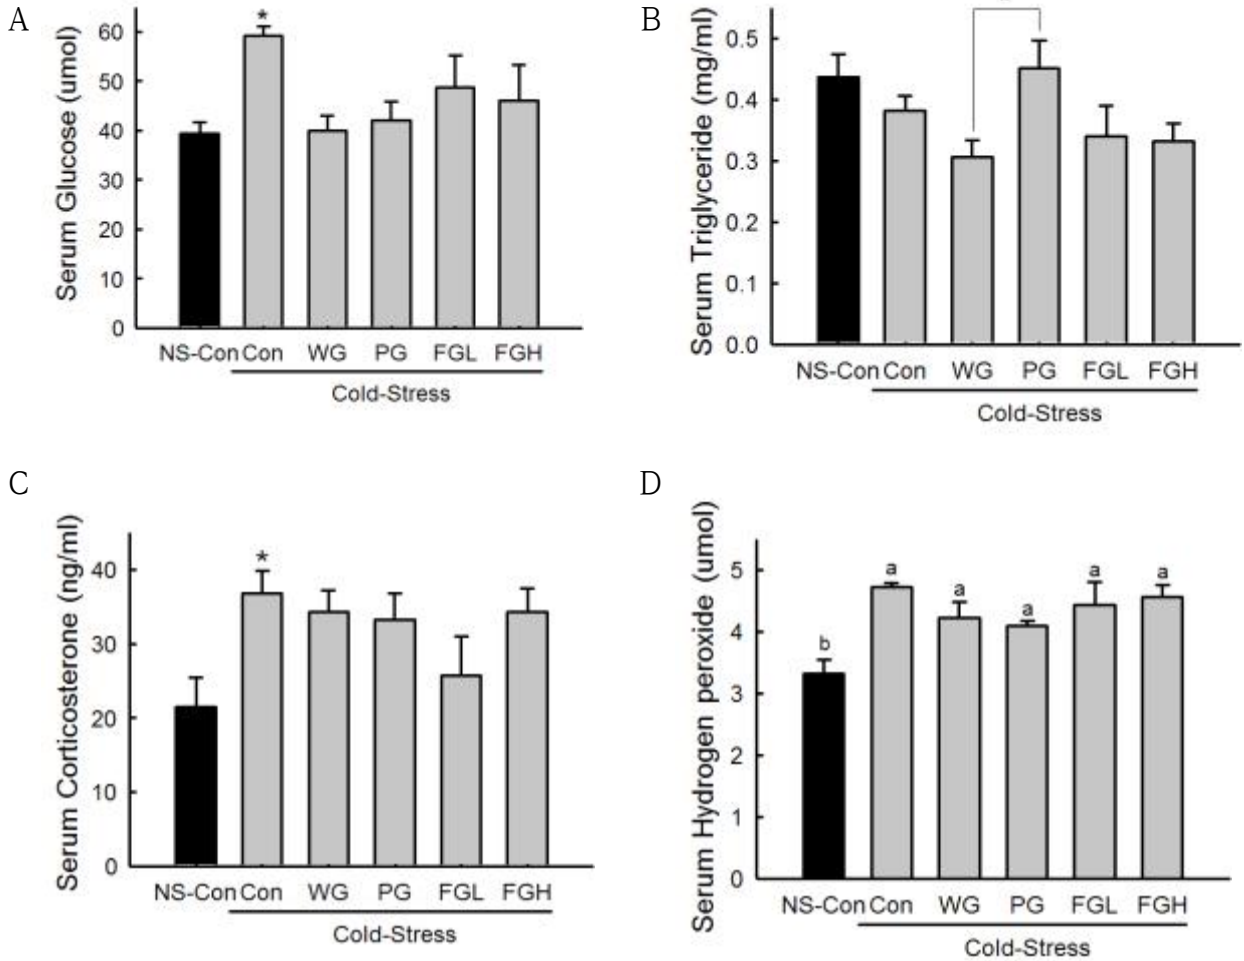 A
Serum Glucose (umol)
60
50
40
30
20
10
0
*
NS-Con Con WG PG FGL FGH
Cold-Stress
B
Serum Triglyceride (mg/ml)
0.5
0.4
0.3
0.2
0.1
0.0
NS-Con Con WG PG FGL FGH
Cold-Stress
C
Serum Corticosterone (ng/ml)
40
30
20
10
0
*
NS-Con Con WG PG FGL FGH
Cold-Stress
D
Serum Hydrogen peroxide (umol)
5
4
3
2
1
0
b a a a a a
NS-Con Con WG PG FGL FGH
Cold-Stress